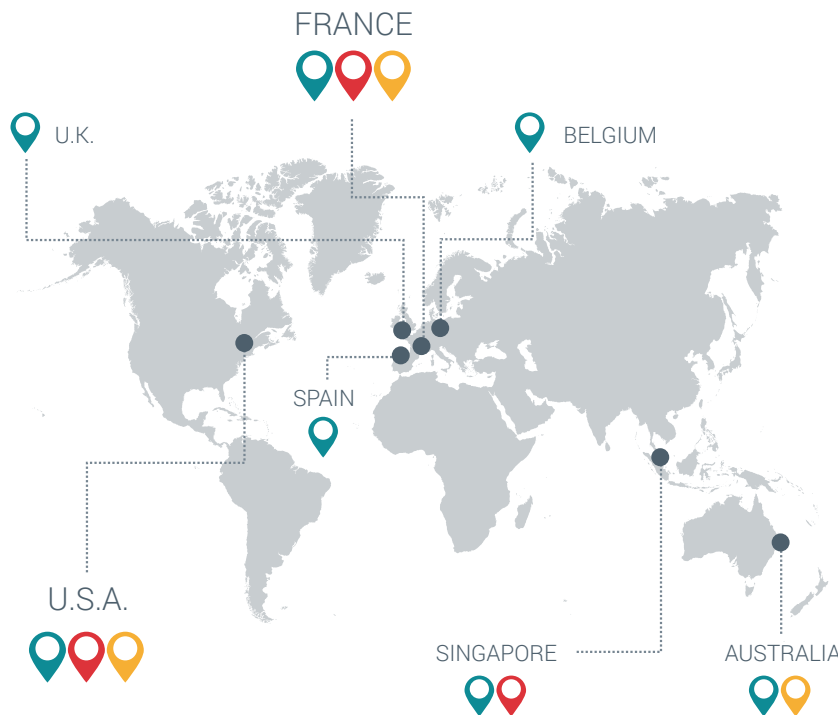 FRANCE
U.K.
BELGIUM
SPAIN
U.S.A.
SINGAPORE
AUSTRALIA